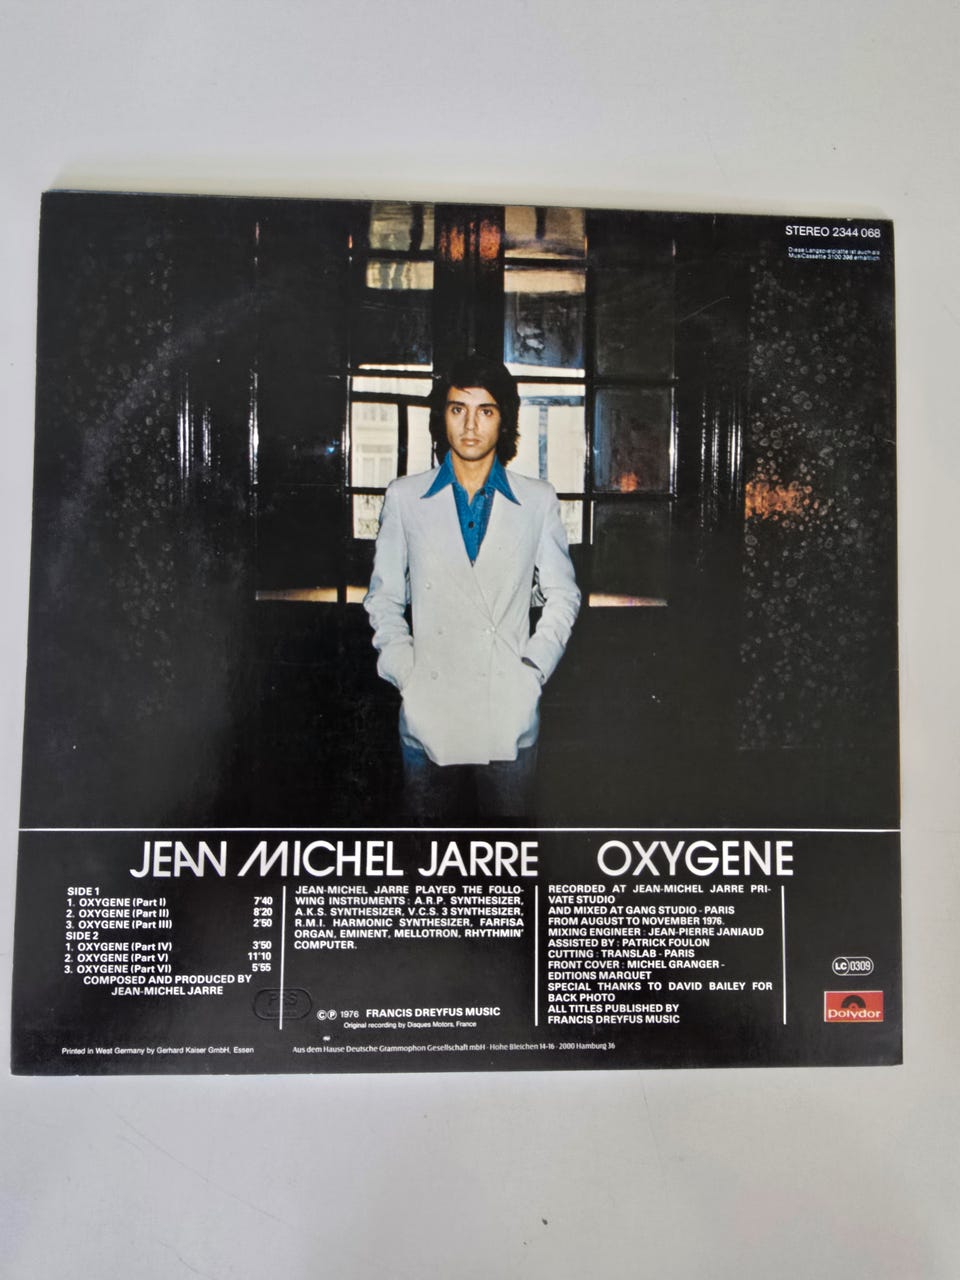 STEREO 2344 068
Diese Langspielplatte ist auch als
MusiCassette 3100 398 erhältlich
JEAN MICHEL JARRE OXYGENE
SIDE 1
1. OXYGENE (Part I) 7'40
2. OXYGENE (Part II) 8'20
3. OXYGENE (Part III) 2'50
SIDE 2
1. OXYGENE (Part IV) 3'50
2. OXYGENE (Part V) 11'10
3. OXYGENE (Part VI) 5'55
COMPOSED AND PRODUCED BY
JEAN-MICHEL JARRE
JEAN-MICHEL JARRE PLAYED THE FOLLO-
WING INSTRUMENTS : A.R.P. SYNTHESIZER,
A.K.S. SYNTHESIZER, V.C.S. 3 SYNTHESIZER,
R.M.I. HARMONIC SYNTHESIZER, FARFISA
ORGAN, EMINENT, MELLOTRON, RHYTHMIN'
COMPUTER.
© ℗ 1976 FRANCIS DREYFUS MUSIC
Original recording by Disques Motors, France
RECORDED AT JEAN-MICHEL JARRE PRI-
VATE STUDIO
AND MIXED AT GANG STUDIO - PARIS
FROM AUGUST TO NOVEMBER 1976.
MIXING ENGINEER : JEAN-PIERRE JANIAUD
ASSISTED BY : PATRICK FOULON
CUTTING : TRANSLAB - PARIS
FRONT COVER : MICHEL GRANGER -
EDITIONS MARQUET
SPECIAL THANKS TO DAVID BAILEY FOR
BACK PHOTO
ALL TITLES PUBLISHED BY
FRANCIS DREYFUS MUSIC
LC 0309
Polydor
Printed in West Germany by Gerhard Kaiser GmbH, Essen
Aus dem Hause Deutsche Grammophon Gesellschaft mbH · Hohe Bleichen 14-16 · 2000 Hamburg 36